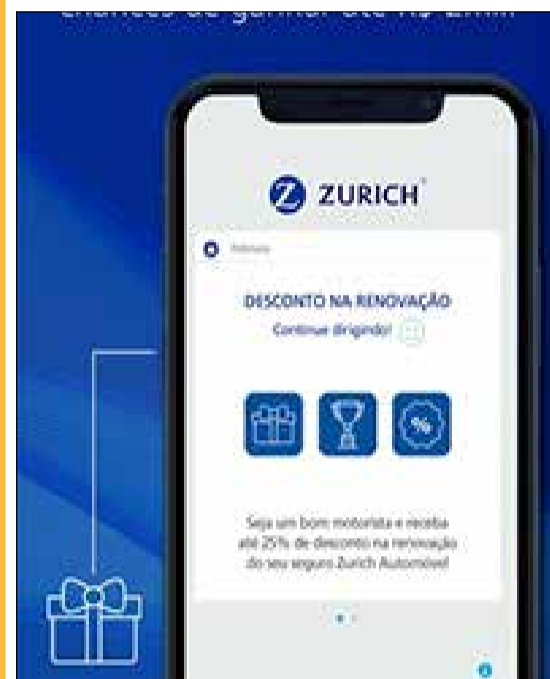 ZURICH
DESCONTO NA RENOVAÇÃO
Continue dirigindo!
%
Seja um bom motorista e receba
até 25% de desconto na renovação
do seu seguro Zurich Automóvel